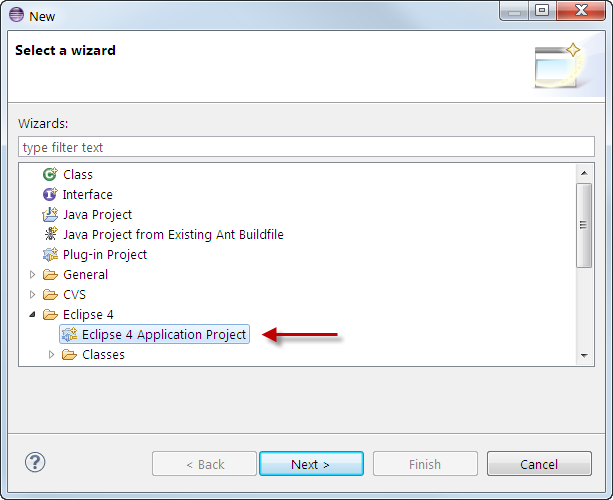 New
Select a wizard
Wizards:
type filter text
Class
Interface
Java Project
Java Project from Existing Ant Buildfile
Plug-in Project
General
CVS
Eclipse 4
Eclipse 4 Application Project
Classes
< Back Next > Finish Cancel